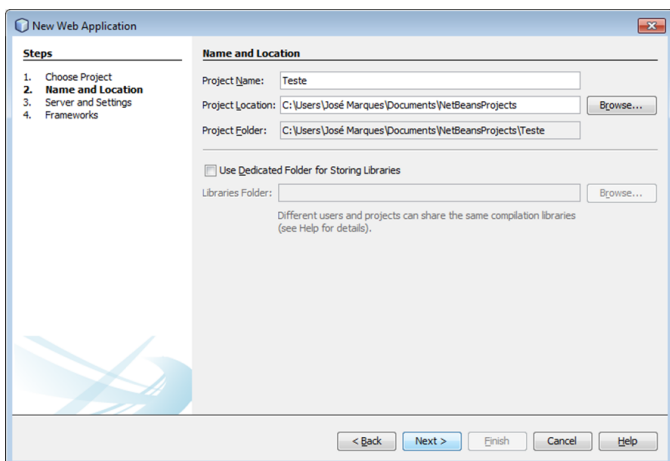 New Web Application
Steps
1. Choose Project
2. Name and Location
3. Server and Settings
4. Frameworks
Name and Location
Project Name: Teste
Project Location: C:\Users\José Marques\Documents\NetBeansProjects Browse...
Project Folder: C:\Users\José Marques\Documents\NetBeansProjects\Teste
Use Dedicated Folder for Storing Libraries
Libraries Folder: Browse...
Different users and projects can share the same compilation libraries
(see Help for details).
< Back Next > Finish Cancel Help